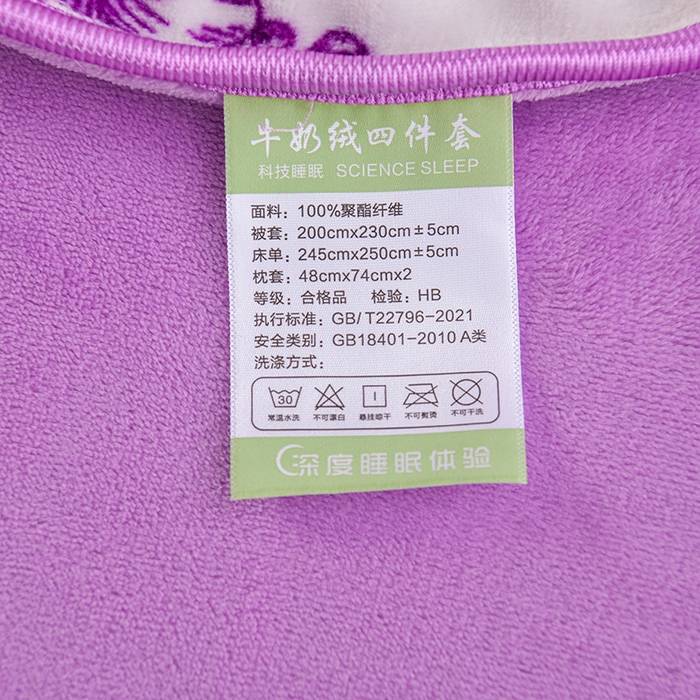 牛奶绒四件套
科技睡眠 SCIENCE SLEEP
面料：100%聚酯纤维
被套：200cmx230cm±5cm
床单：245cmx250cm±5cm
枕套：48cmx74cmx2
等级：合格品 检验：HB
执行标准：GB/T22796-2021
安全类别：GB18401-2010 A类
洗涤方式：
30
常温水洗 不可漂白 悬挂晾干 不可熨烫 不可干洗
深度睡眠体验